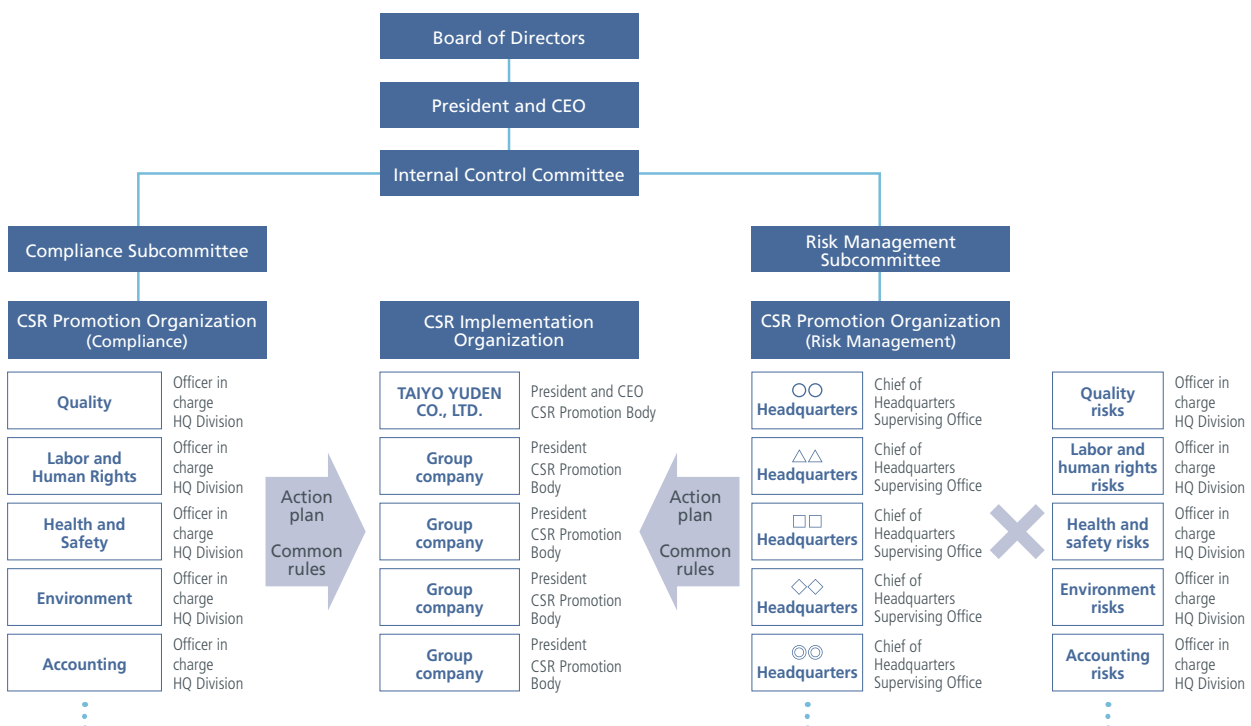 Board of Directors
President and CEO
Internal Control Committee
Compliance Subcommittee
Risk Management
Subcommittee
CSR Promotion Organization
(Compliance)
CSR Implementation
Organization
CSR Promotion Organization
(Risk Management)
Quality
Officer in
charge
HQ Division
Labor and
Human Rights
Officer in
charge
HQ Division
Health and
Safety
Officer in
charge
HQ Division
Environment
Officer in
charge
HQ Division
Accounting
Officer in
charge
HQ Division
Action
plan
Common
rules
TAIYO YUDEN
CO., LTD.
President and CEO
CSR Promotion Body
Group
company
President
CSR Promotion
Body
Group
company
President
CSR Promotion
Body
Group
company
President
CSR Promotion
Body
Group
company
President
CSR Promotion
Body
Action
plan
Common
rules
○○
Headquarters
Chief of
Headquarters
Supervising Office
△△
Headquarters
Chief of
Headquarters
Supervising Office
□□
Headquarters
Chief of
Headquarters
Supervising Office
◇◇
Headquarters
Chief of
Headquarters
Supervising Office
◎◎
Headquarters
Chief of
Headquarters
Supervising Office
Quality
risks
Officer in
charge
HQ Division
Labor and
human rights
risks
Officer in
charge
HQ Division
Health and
safety risks
Officer in
charge
HQ Division
Environment
risks
Officer in
charge
HQ Division
Accounting
risks
Officer in
charge
HQ Division